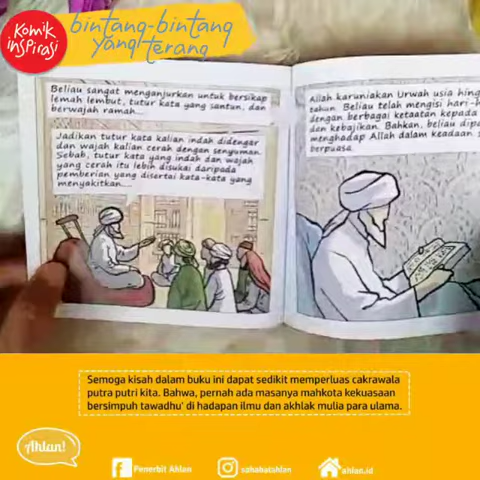 Komik
inspirasi
bintang-bintang
yang terang
Beliau sangat menganjurkan untuk bersikap
lemah lembut, tutur kata yang santun, dan
berwajah ramah...
Jadikan tutur kata kalian indah didengar
dan wajah kalian cerah dengan senyuman.
Sebab, tutur kata yang indah dan wajah
yang cerah itu lebih disukai daripada
pemberian yang disertai kata-kata yang
menyakitkan...
Allah karuniakan Urwah usia
tahun. Beliau telah mengisi hari-h
dengan berbagai ketaatan kepada
dan kebajikan. Bahkan, beliau dipa
menghadap Allah dalam keadaan
berpuasa.
Semoga kisah dalam buku ini dapat sedikit memperluas cakrawala
putra putri kita. Bahwa, pernah ada masanya mahkota kekuasaan
bersimpuh tawadhu' di hadapan ilmu dan akhlak mulia para ulama.
Ahlan!
Penerbit Ahlan
sahabatahlan
ahlan.id